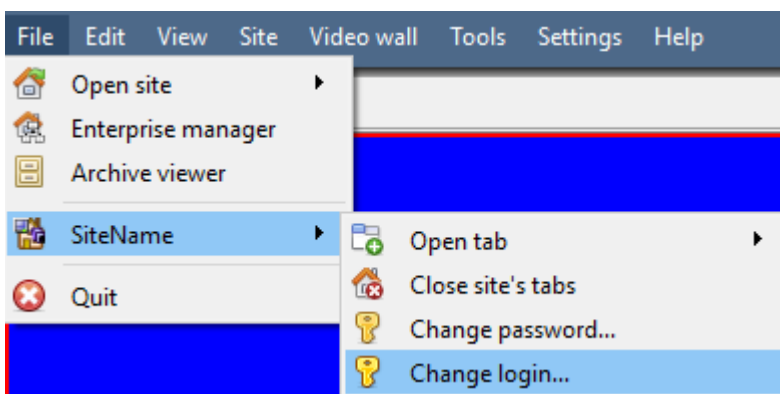 File Edit View Site Video wall Tools Settings Help
Open site
Enterprise manager
Archive viewer
SiteName
Quit
Open tab
Close site's tabs
Change password...
Change login...